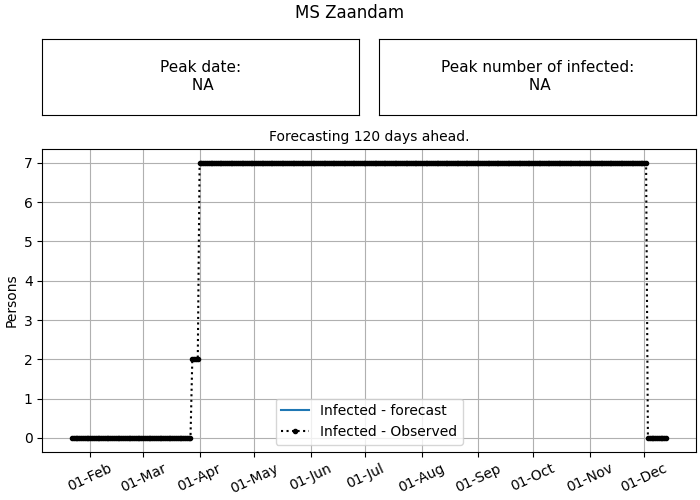 MS Zaandam
Peak date:
NA
Peak number of infected:
NA
Forecasting 120 days ahead.
Persons
7
6
5
4
3
2
1
0
Infected - forecast
Infected - Observed
01-Feb
01-Mar
01-Apr
01-May
01-Jun
01-Jul
01-Aug
01-Sep
01-Oct
01-Nov
01-Dec